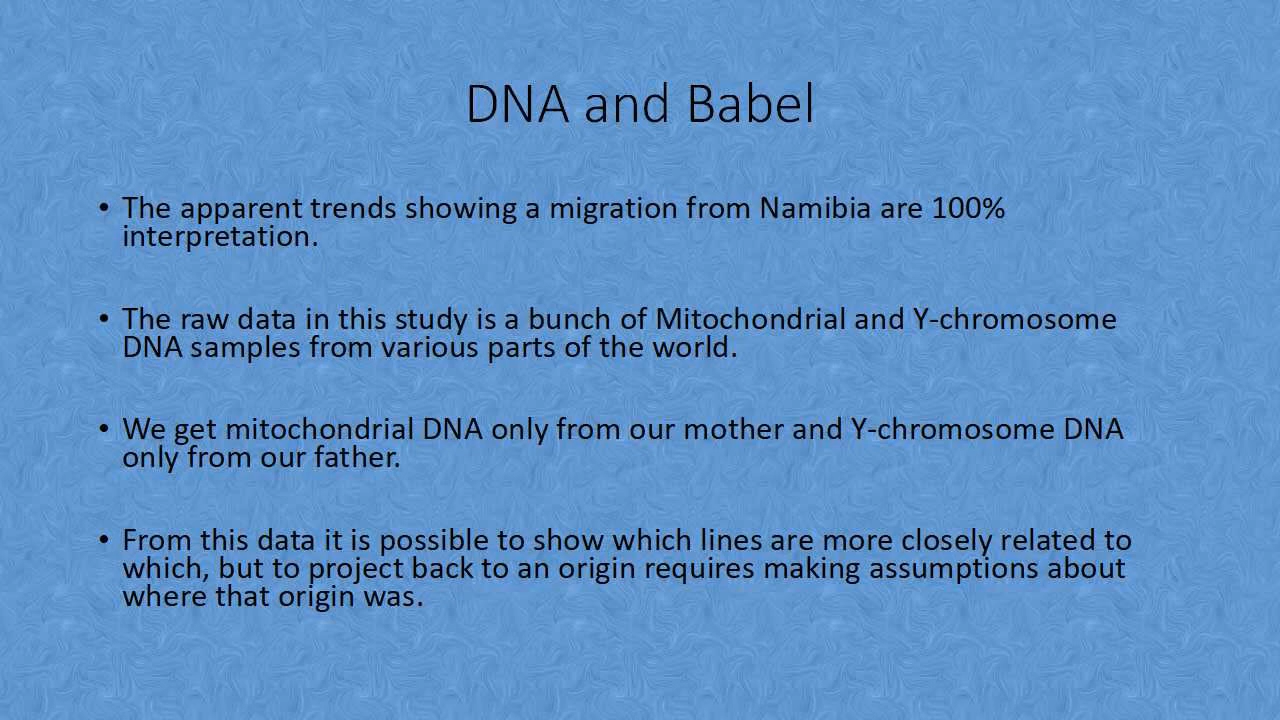 DNA and Babel
• The apparent trends showing a migration from Namibia are 100%
interpretation.
• The raw data in this study is a bunch of Mitochondrial and Y-chromosome
DNA samples from various parts of the world.
• We get mitochondrial DNA only from our mother and Y-chromosome DNA
only from our father.
• From this data it is possible to show which lines are more closely related to
which, but to project back to an origin requires making assumptions about
where that origin was.